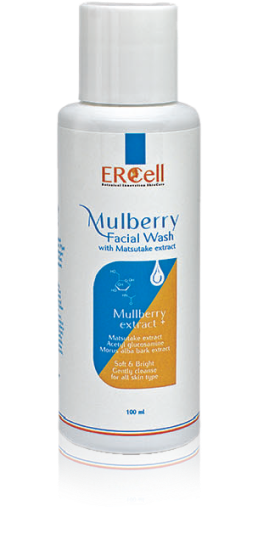 ERCell
Botanical Innovation SkinCare
Mulberry
Facial Wash
with Matsutake extract
Mullberry
extract +
Matsutake extract
Acetyl glucosamine
Morus alba bark extract
Soft & Bright
Gently cleanse
for all skin type
100 ml